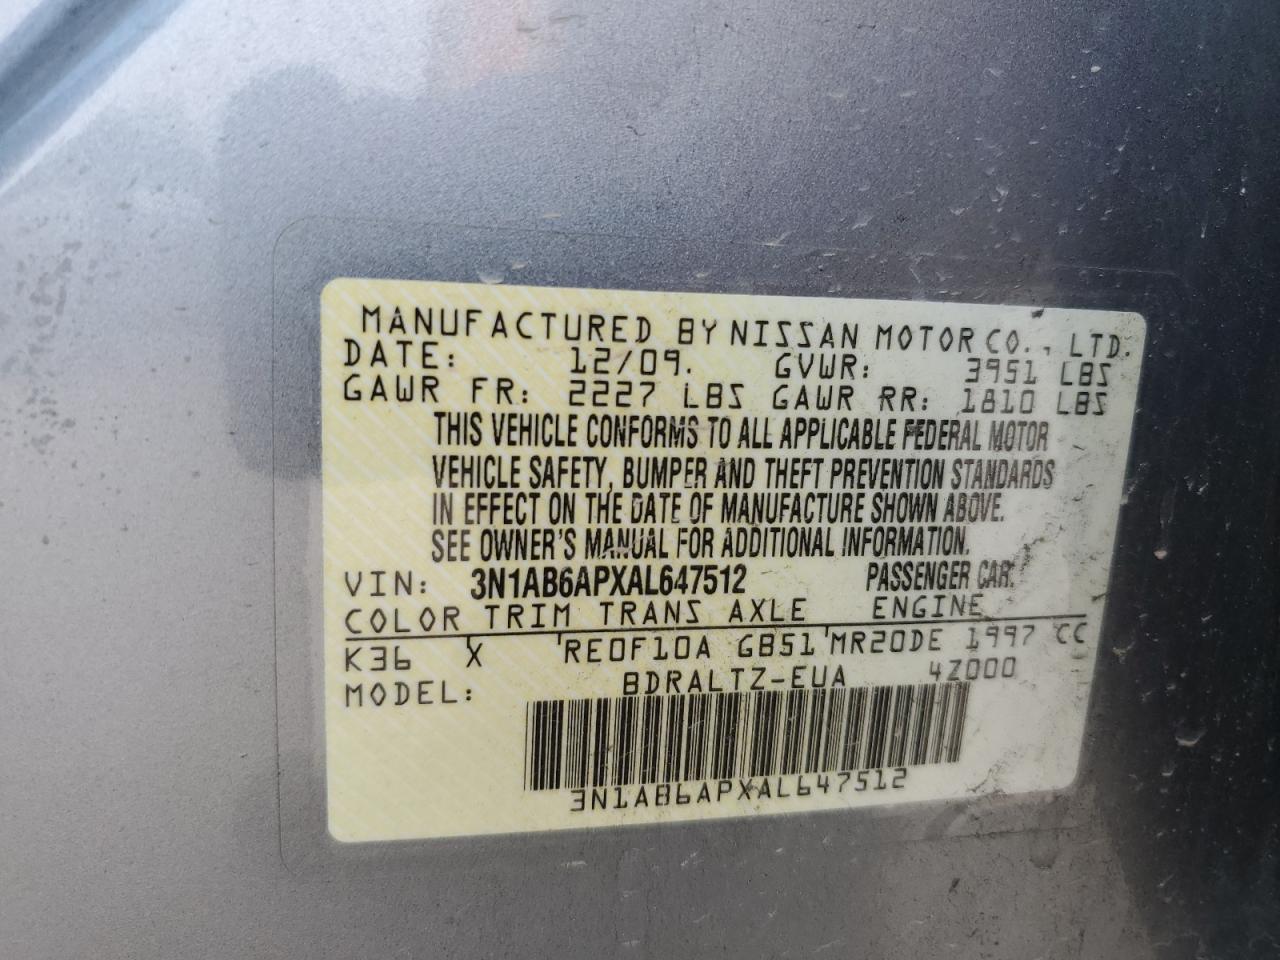 MANUFACTURED BY NISSAN MOTOR CO., LTD.
DATE: 12/09. GVWR: 3951 LBS
GAWR FR: 2227 LBS GAWR RR: 1810 LBS
THIS VEHICLE CONFORMS TO ALL APPLICABLE FEDERAL MOTOR
VEHICLE SAFETY, BUMPER AND THEFT PREVENTION STANDARDS
IN EFFECT ON THE DATE OF MANUFACTURE SHOWN ABOVE.
SEE OWNER'S MANUAL FOR ADDITIONAL INFORMATION.
VIN: 3N1AB6APXAL647512 PASSENGER CAR.
COLOR TRIM TRANS AXLE ENGINE
K36 X RE0F10A GB51 MR20DE 1997 CC
MODEL: BDRALTZ-EUA 4Z000
3N1AB6APXAL647512